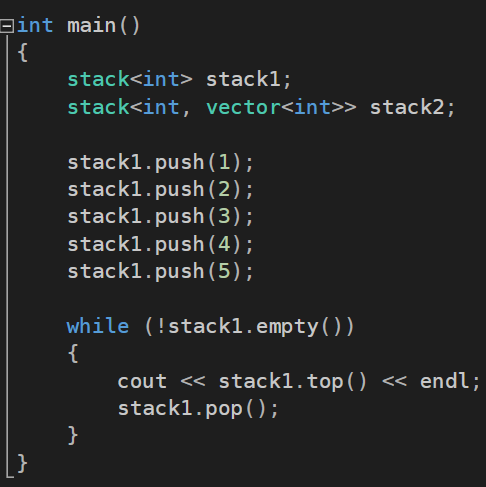 int main()
{
    stack<int> stack1;
    stack<int, vector<int>> stack2;

    stack1.push(1);
    stack1.push(2);
    stack1.push(3);
    stack1.push(4);
    stack1.push(5);

    while (!stack1.empty())
    {
        cout << stack1.top() << endl;
        stack1.pop();
    }
}